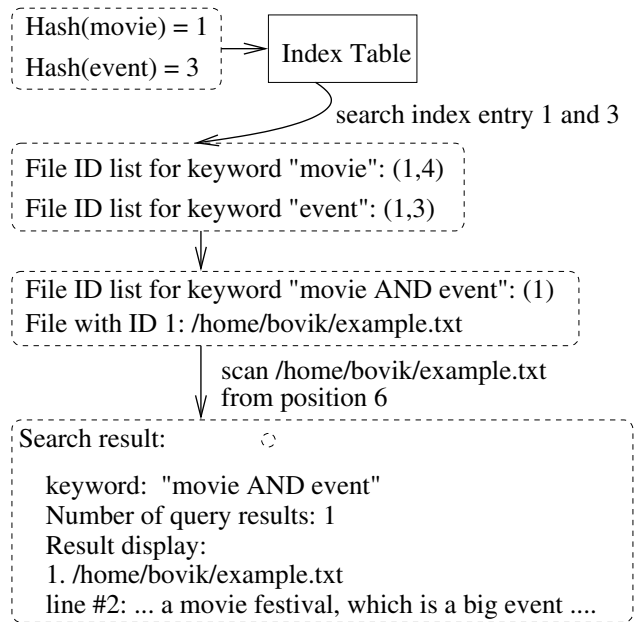 Hash(movie) = 1
Hash(event) = 3
Index Table
search index entry 1 and 3
File ID list for keyword "movie": (1,4)
File ID list for keyword "event": (1,3)
File ID list for keyword "movie AND event": (1)
File with ID 1: /home/bovik/example.txt
scan /home/bovik/example.txt
from position 6
Search result:
keyword:  "movie AND event"
Number of query results: 1
Result display:
1. /home/bovik/example.txt
line #2: ... a movie festival, which is a big event ....